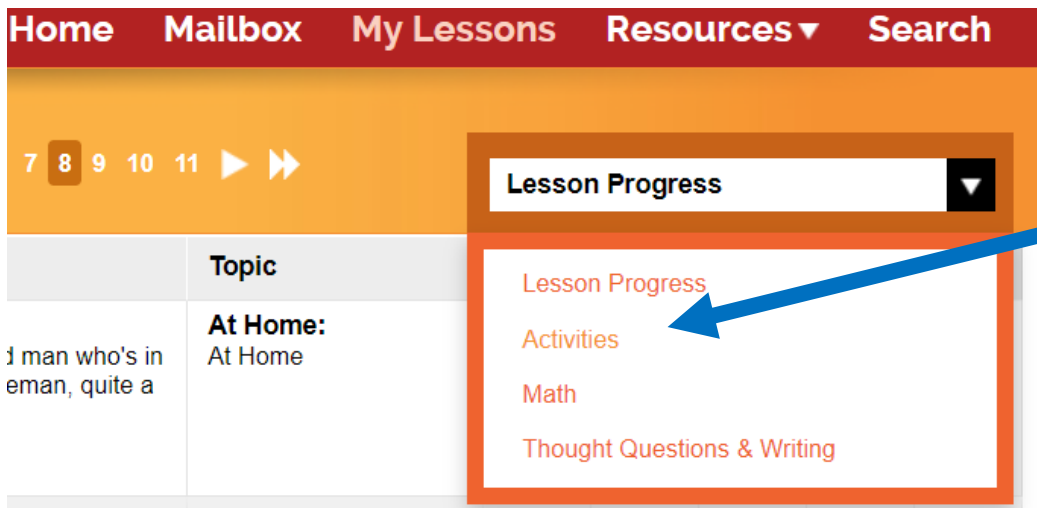 Home Mailbox My Lessons Resources Search
7 8 9 10 11
Lesson Progress
Topic
Lesson Progress
At Home:
Activities
man who's in At Home
eman, quite a
Math
Thought Questions & Writing